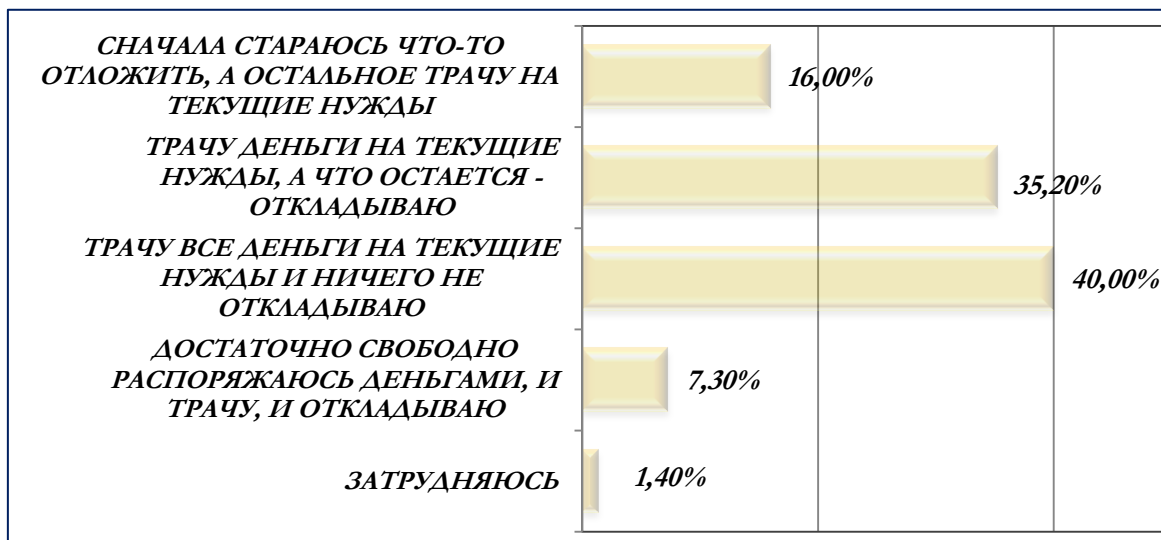 СНАЧАЛА СТАРАЮСЬ ЧТО-ТО
ОТЛОЖИТЬ, А ОСТАЛЬНОЕ ТРАЧУ НА
ТЕКУЩИЕ НУЖДЫ
16,00%
ТРАЧУ ДЕНЬГИ НА ТЕКУЩИЕ
НУЖДЫ, А ЧТО ОСТАЕТСЯ -
ОТКЛАДЫВАЮ
35,20%
ТРАЧУ ВСЕ ДЕНЬГИ НА ТЕКУЩИЕ
НУЖДЫ И НИЧЕГО НЕ
ОТКЛАДЫВАЮ
40,00%
ДОСТАТОЧНО СВОБОДНО
РАСПОРЯЖАЮСЬ ДЕНЬГАМИ, И
ТРАЧУ, И ОТКЛАДЫВАЮ
7,30%
ЗАТРУДНЯЮСЬ
1,40%